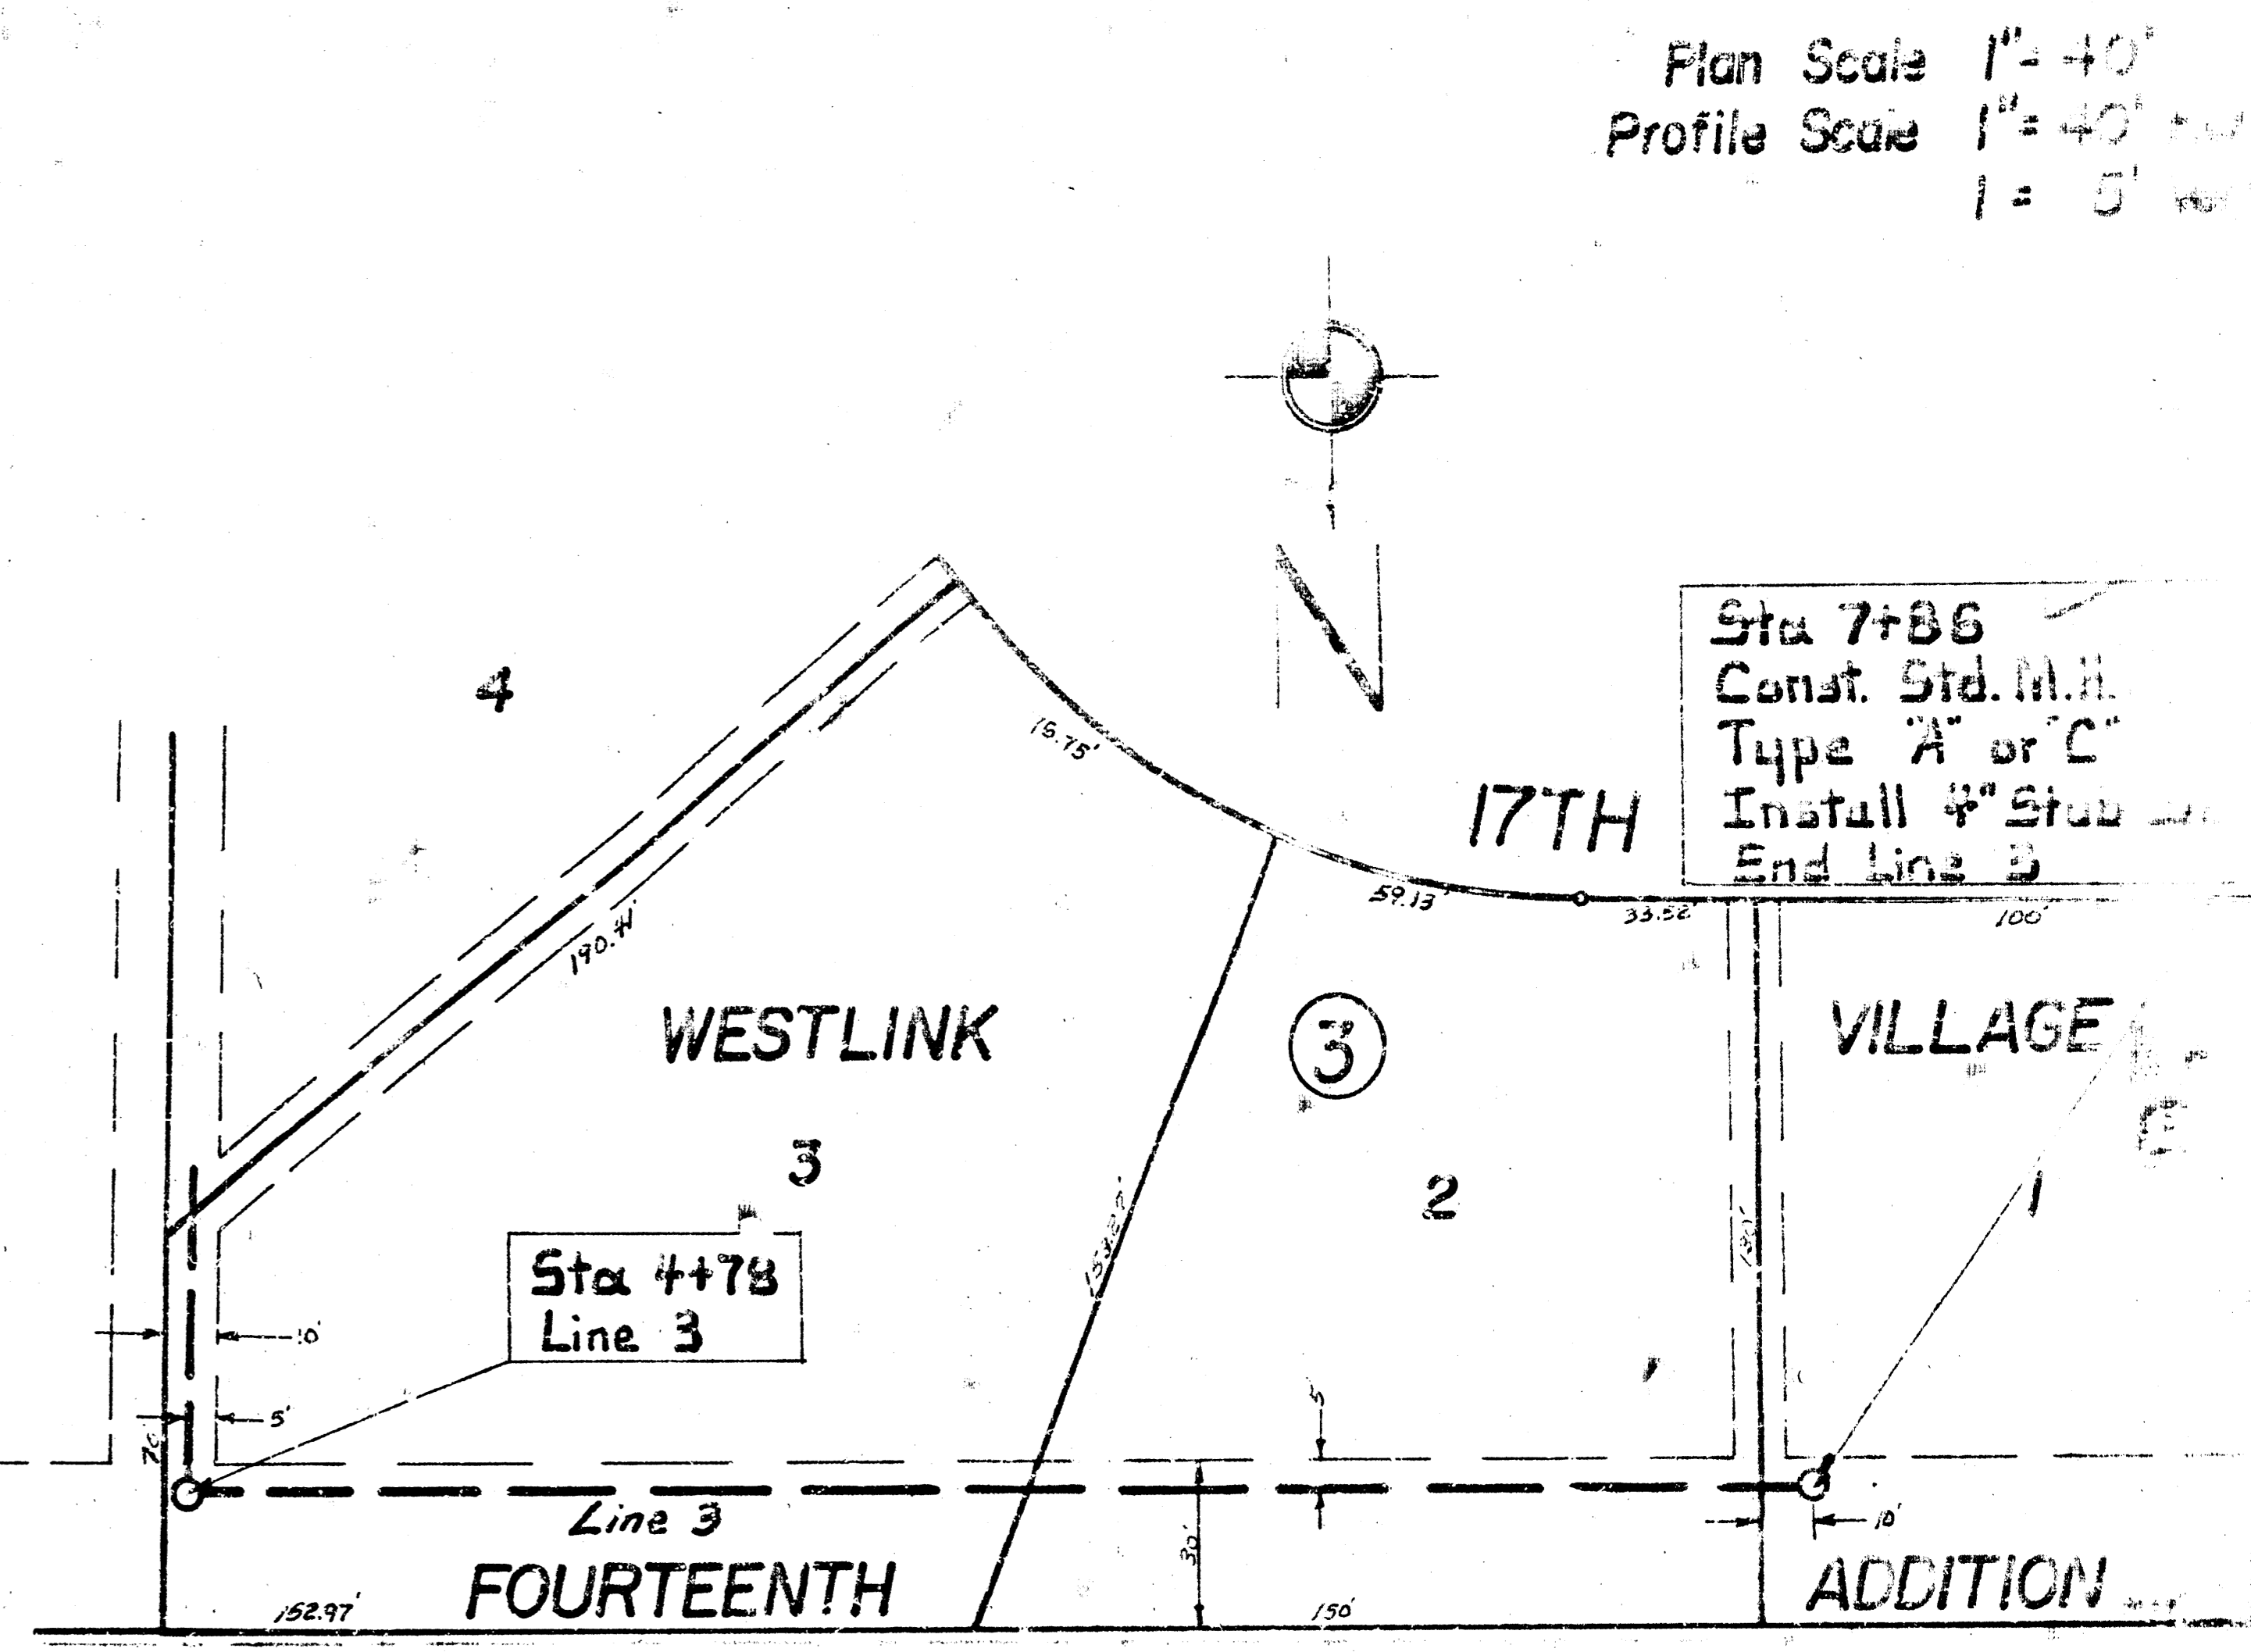 Plan Scale 1"= 40'
Profile Scale 1"= 40'
1 = 5'
N
Sta 7+86
Const. Std. M.H.
Type "A" or "C"
Install 4" Stub
End Line 3
4
15.75'
17TH
59.13'
33.52'
100'
190.41'
WESTLINK
3
VILLAGE
3
2
1
180'
Sta 4+78
Line 3
10'
5'
5'
70'
Line 3
10'
30'
FOURTEENTH
ADDITION
152.97'
150'